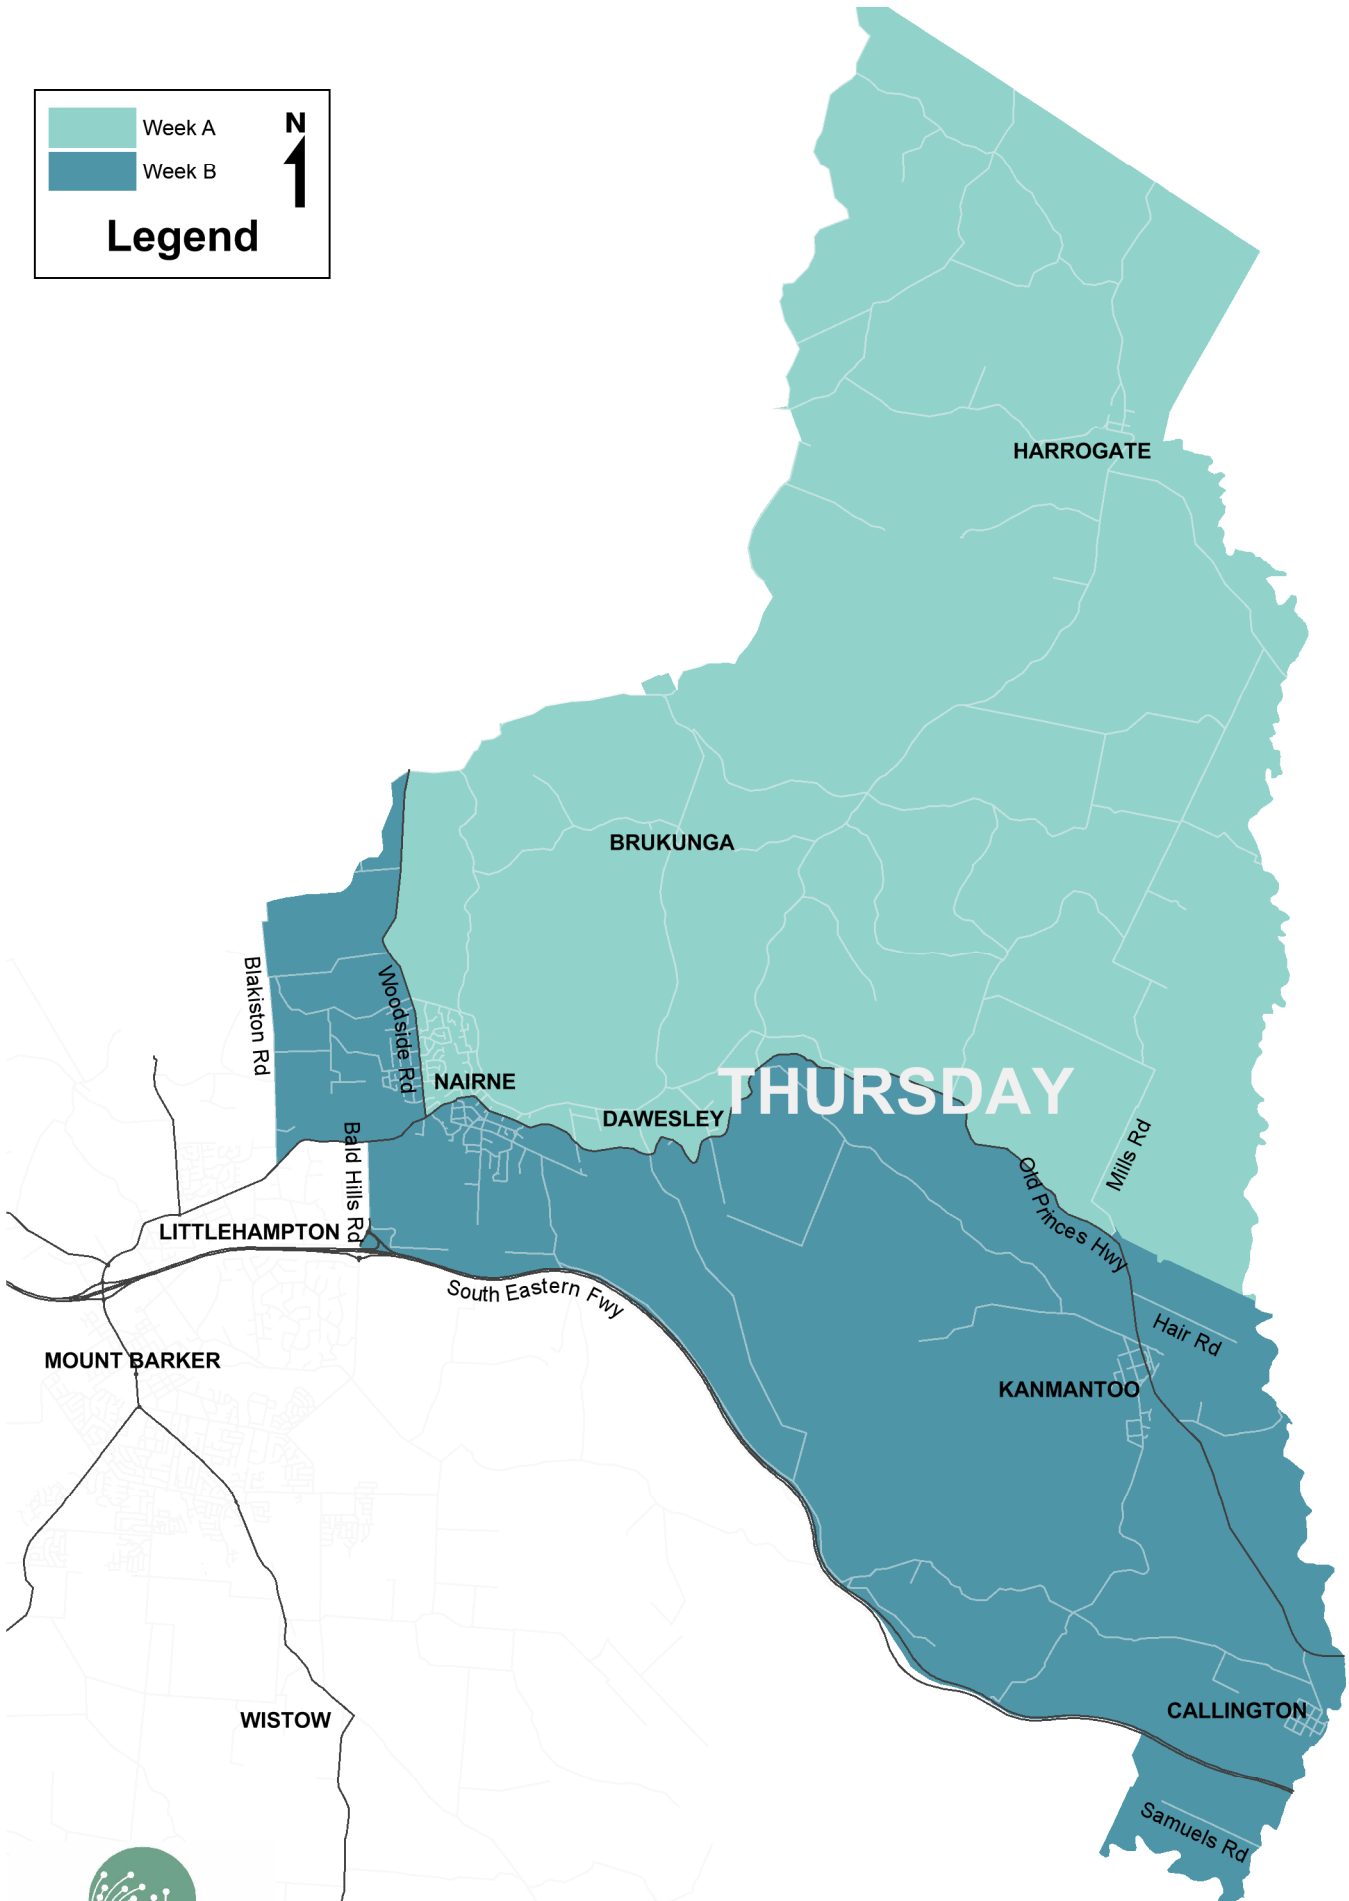 Week A
N
Week B
Legend
HARROGATE
BRUKUNGA
Blakiston Rd
Woodside Rd
NAIRNE
THURSDAY
DAWESLEY
Bald Hills Rd
Mills Rd
Old Princes Hwy
LITTLEHAMPTON
South Eastern Fwy
Hair Rd
MOUNT BARKER
KANMANTOO
WISTOW
CALLINGTON
Samuels Rd